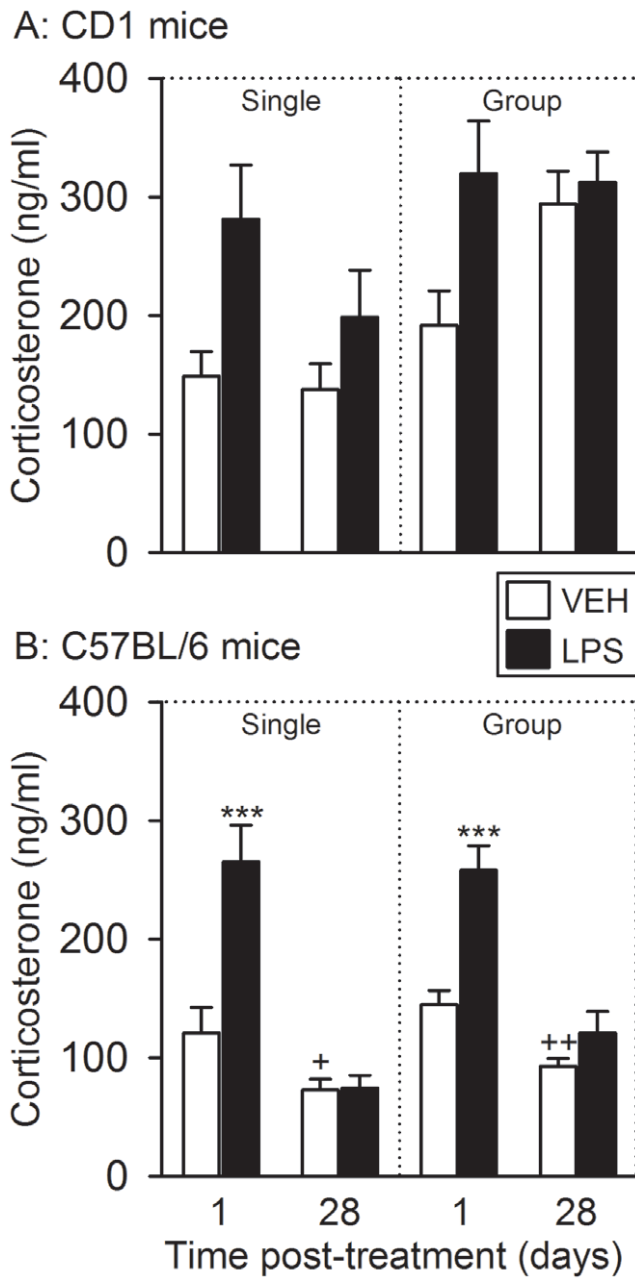 A: CD1 mice
Corticosterone (ng/ml)
400
300
200
100
0
Single
Group
VEH
LPS
B: C57BL/6 mice
Corticosterone (ng/ml)
400
300
200
100
0
Single
Group
***
***
+
++
1
28
1
28
Time post-treatment (days)